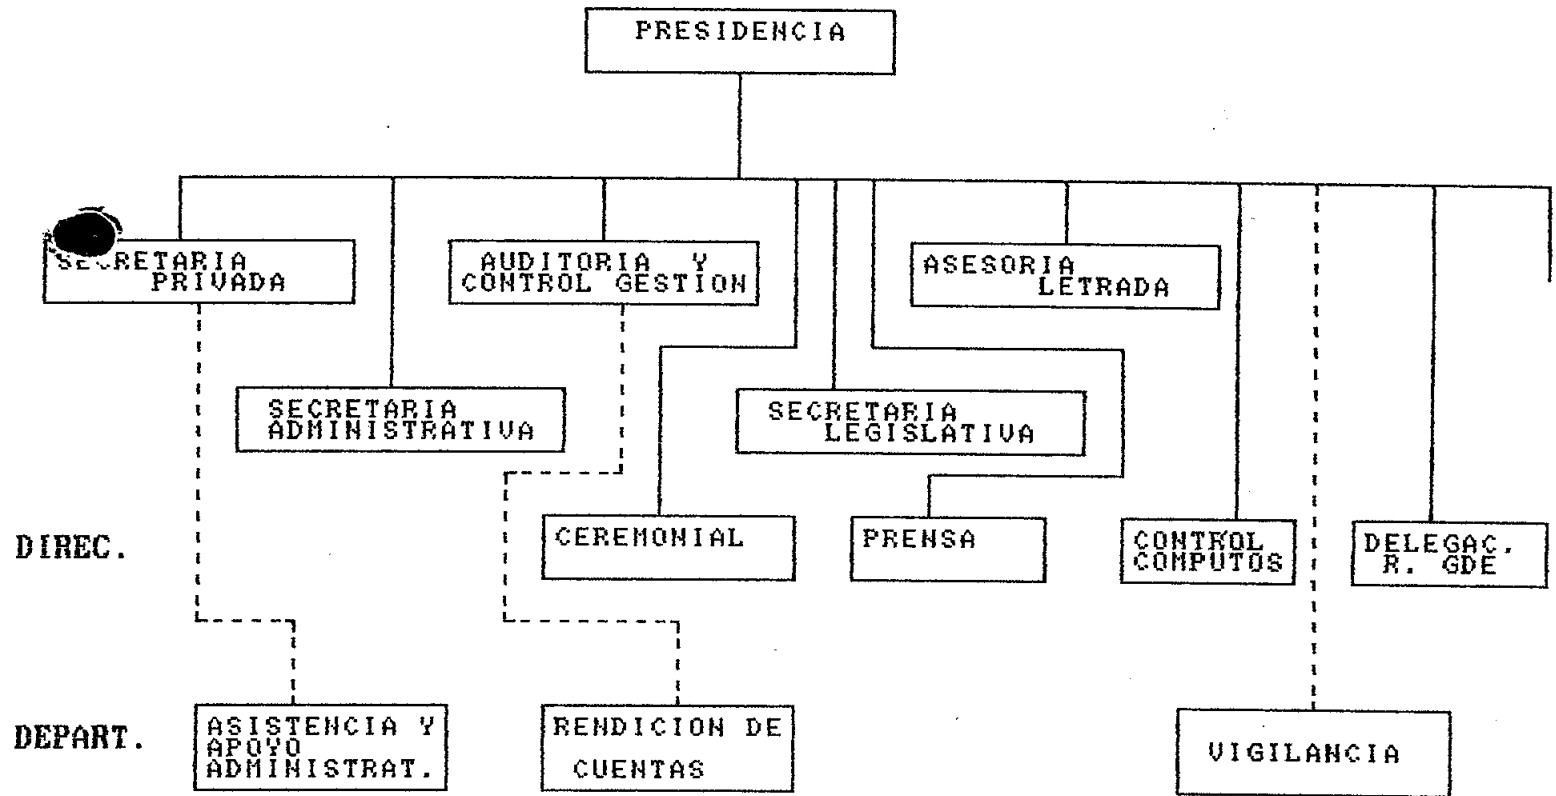 PRESIDENCIA
SECRETARIA
PRIVADA
AUDITORIA Y
CONTROL GESTION
ASESORIA
LETRADA
SECRETARIA
ADMINISTRATIVA
SECRETARIA
LEGISLATIVA
DIREC.
CEREMONIAL
PRENSA
CONTROL
COMPUTOS
DELEGAC.
R. GDE
DEPART.
ASISTENCIA Y
APOYO
ADMINISTRAT.
RENDICION DE
CUENTAS
VIGILANCIA